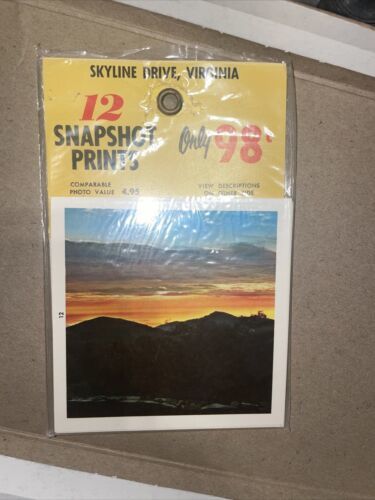 SKYLINE DRIVE, VIRGINIA
12
SNAPSHOT
PRINTS
Only 98¢
COMPARABLE
PHOTO VALUE 4.95
VIEW DESCRIPTIONS
ON OTHER SIDE
12